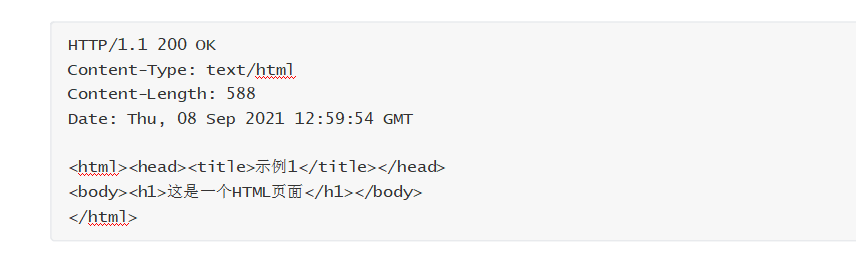 HTTP/1.1 200 OK
Content-Type: text/html
Content-Length: 588
Date: Thu, 08 Sep 2021 12:59:54 GMT

<html><head><title>示例1</title></head>
<body><h1>这是一个HTML页面</h1></body>
</html>